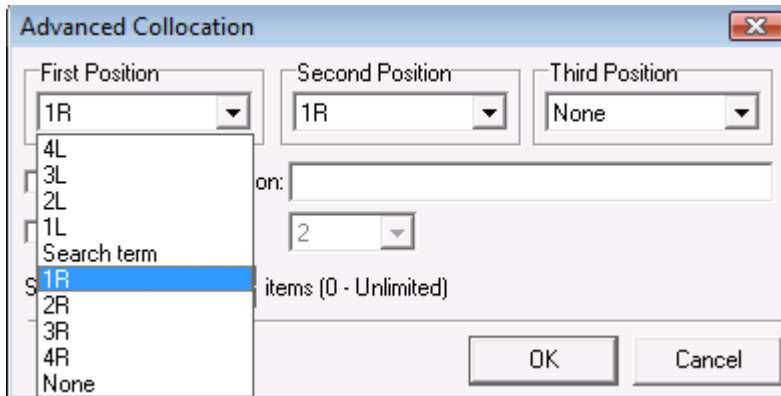 Advanced Collocation
First Position Second Position Third Position
1R 1R None
4L
3L
on:
2L
1L
2
Search term
1R
S items (0 - Unlimited)
2R
3R
4R
OK Cancel
None